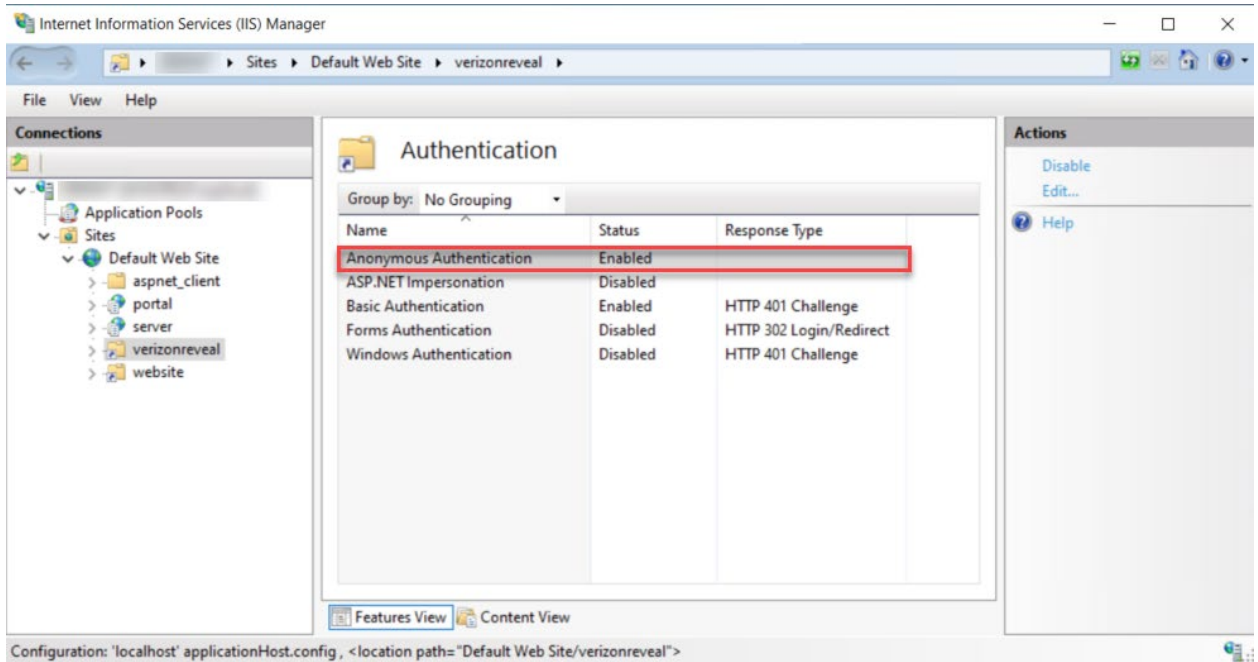 Internet Information Services (IIS) Manager
Sites Default Web Site verizonreveal
File View Help
Connections
Application Pools
Sites
Default Web Site
aspnet_client
portal
server
verizonreveal
website
Authentication
Group by: No Grouping
Name Status Response Type
Anonymous Authentication Enabled
ASP.NET Impersonation Disabled
Basic Authentication Enabled HTTP 401 Challenge
Forms Authentication Disabled HTTP 302 Login/Redirect
Windows Authentication Disabled HTTP 401 Challenge
Features View Content View
Actions
Disable
Edit...
Help
Configuration: 'localhost' applicationHost.config , <location path="Default Web Site/verizonreveal">